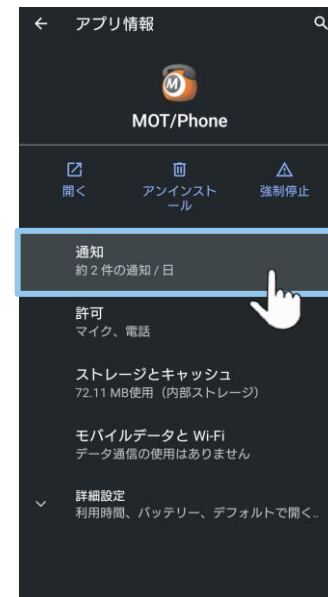 アプリ情報
M
MOT/Phone
開く
アンインスト
ール
強制停止
通知
約 2 件の通知 / 日
許可
マイク、電話
ストレージとキャッシュ
72.11 MB使用（内部ストレージ）
モバイルデータと Wi-Fi
データ通信の使用はありません
詳細設定
利用時間、バッテリー、デフォルトで開く..